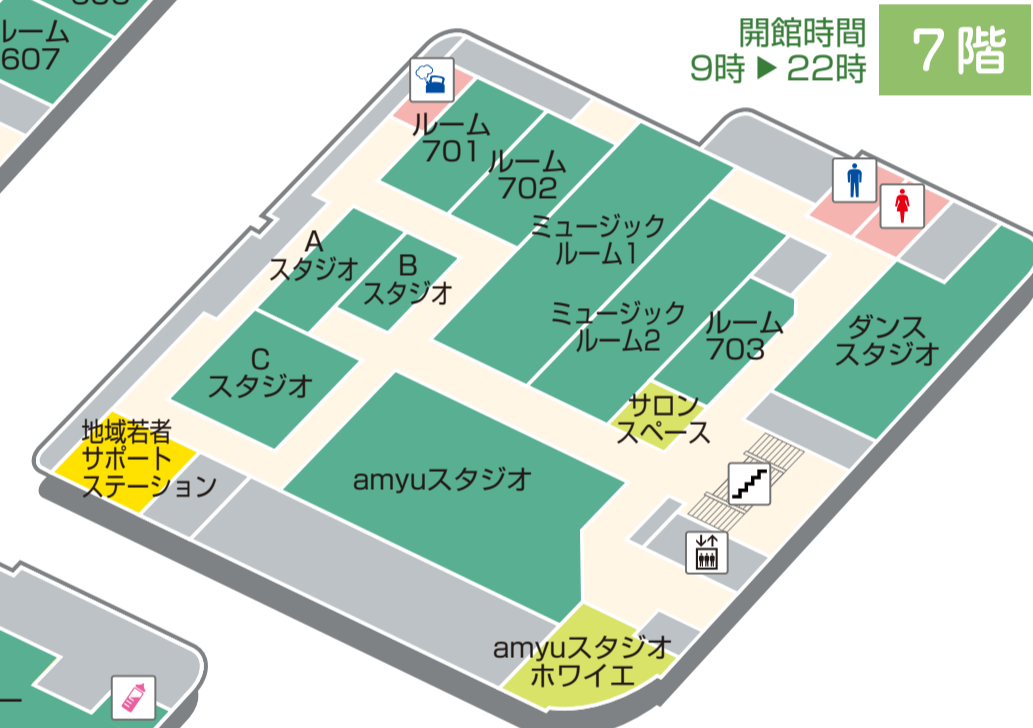 ルーム
607
開館時間
9時▶22時
7階
ルーム
701
ルーム
702
ミュージック
ルーム1
A
スタジオ
B
スタジオ
ミュージック
ルーム2
ルーム
703
ダンス
スタジオ
C
スタジオ
サロン
スペース
地域若者
サポート
ステーション
amyuスタジオ
amyuスタジオ
ホワイエ